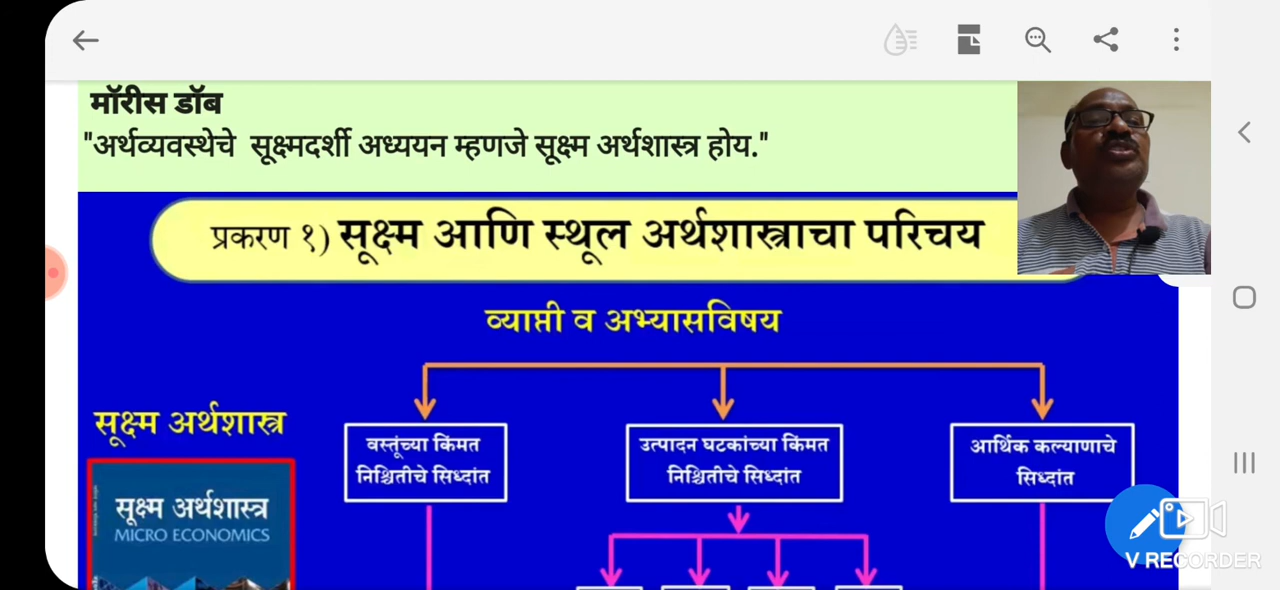 मॉरीस डॉब
"अर्थव्यवस्थेचे सूक्ष्मदर्शी अध्ययन म्हणजे सूक्ष्म अर्थशास्त्र होय."
प्रकरण १) सूक्ष्म आणि स्थूल अर्थशास्त्राचा परिचय
व्याप्ती व अभ्यासविषय
सूक्ष्म अर्थशास्त्र
वस्तूंच्या किंमत
निश्चितीचे सिध्दांत
उत्पादन घटकांच्या किंमत
निश्चितीचे सिध्दांत
आर्थिक कल्याणाचे
सिध्दांत
सूक्ष्म अर्थशास्त्र
MICRO ECONOMICS
V RECORDER